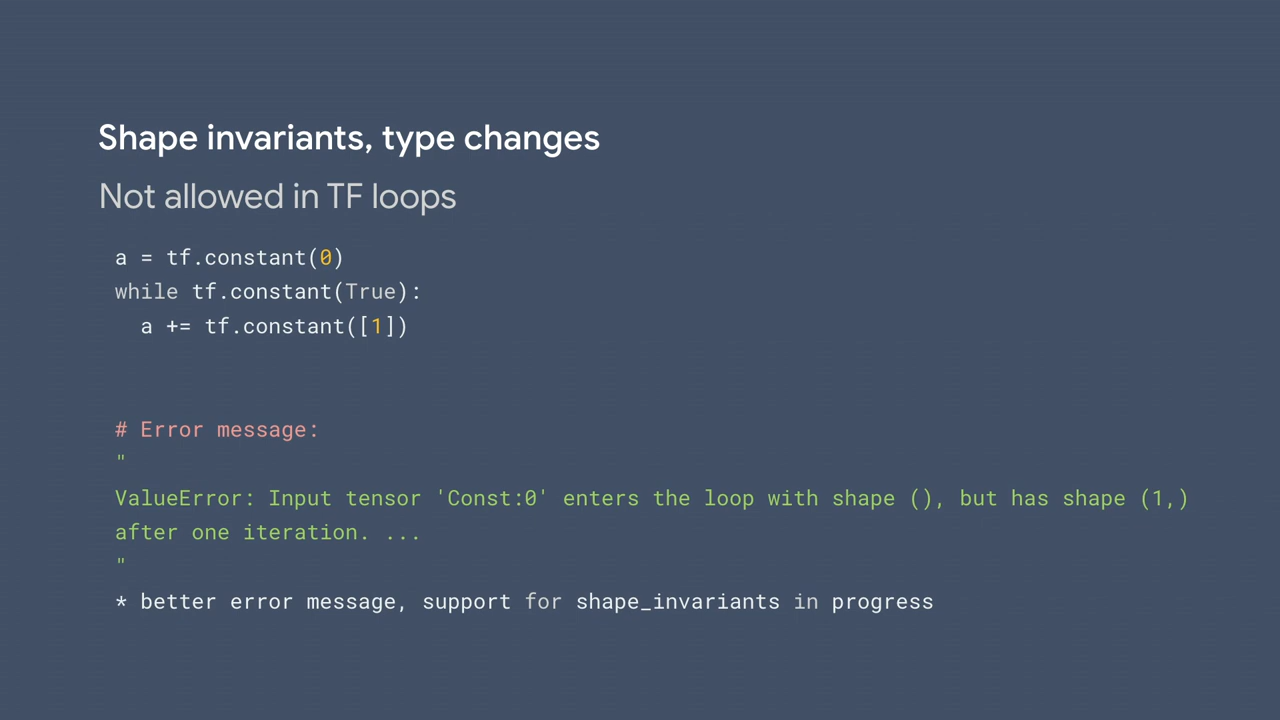 Shape invariants, type changes
Not allowed in TF loops
a = tf.constant(0)
while tf.constant(True):
  a += tf.constant([1])
# Error message:
"
ValueError: Input tensor 'Const:0' enters the loop with shape (), but has shape (1,)
after one iteration. ...
"
* better error message, support for shape_invariants in progress